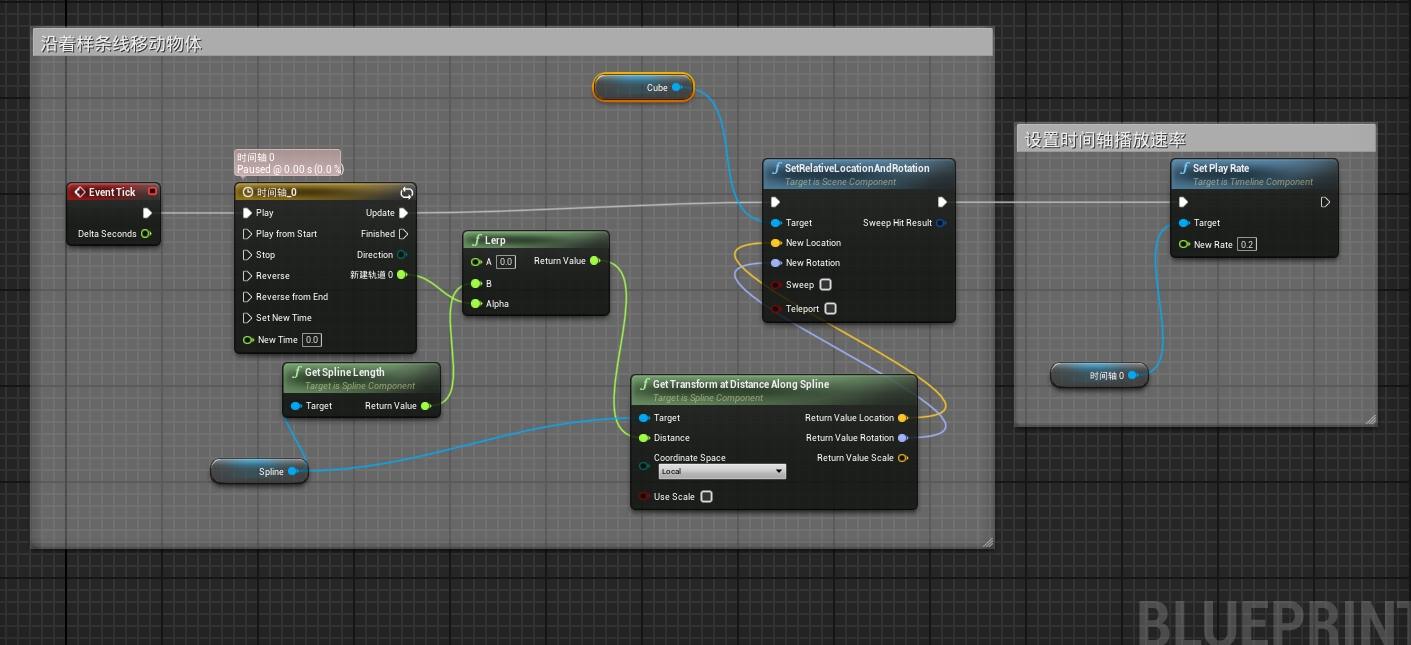 沿着样条线移动物体
Cube
设置时间轴播放速率
时间轴 0
Paused @ 0.00 s (0.0 %)
Event Tick
Delta Seconds
时间轴_0
Play
Update
Play from Start
Finished
Stop
Direction
Reverse
新建轨道 0
Reverse from End
Set New Time
New Time 0.0
Lerp
A 0.0
Return Value
B
Alpha
SetRelativeLocationAndRotation
Target is Scene Component
Target
Sweep Hit Result
New Location
New Rotation
Sweep
Teleport
Set Play Rate
Target is Timeline Component
Target
New Rate 0.2
时间轴 0
Get Spline Length
Target is Spline Component
Target
Return Value
Spline
Get Transform at Distance Along Spline
Target is Spline Component
Target
Return Value Location
Distance
Return Value Rotation
Coordinate Space
Return Value Scale
Local
Use Scale
BLUEPRINT